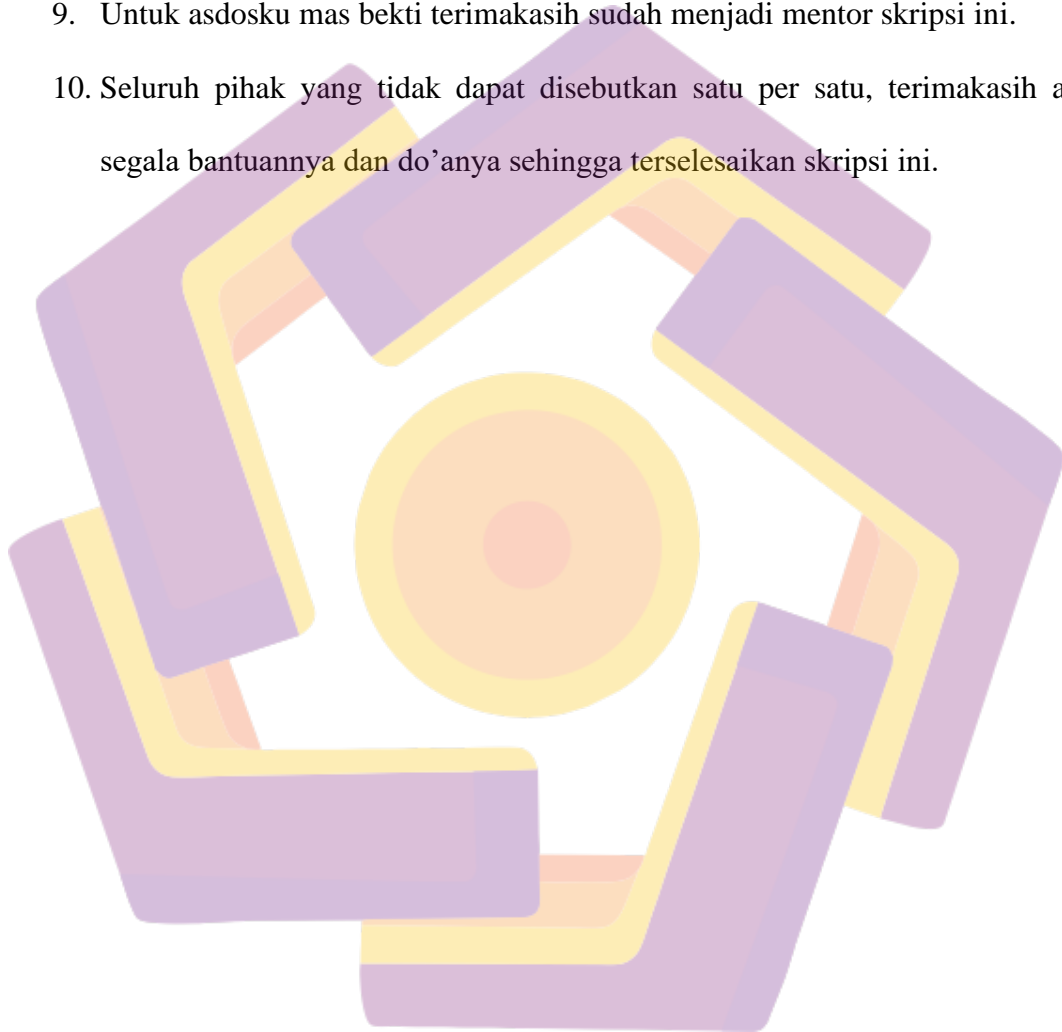 9. Untuk asdosku mas bekti terimakasih sudah menjadi mentor skripsi ini.
10. Seluruh pihak yang tidak dapat disebutkan satu per satu, terimakasih
segala bantuannya dan do’anya sehingga terselesaikan skripsi ini.